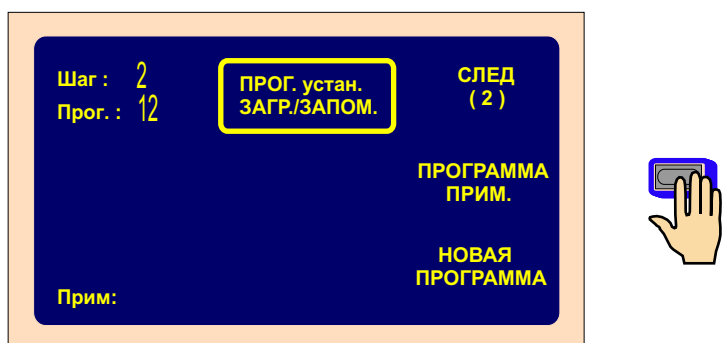 Шаг : 2
Прог. : 12
ПРОГ. устан.
ЗАГР./ЗАПОМ.
СЛЕД
( 2 )
ПРОГРАММА
ПРИМ.
НОВАЯ
ПРОГРАММА
Прим: